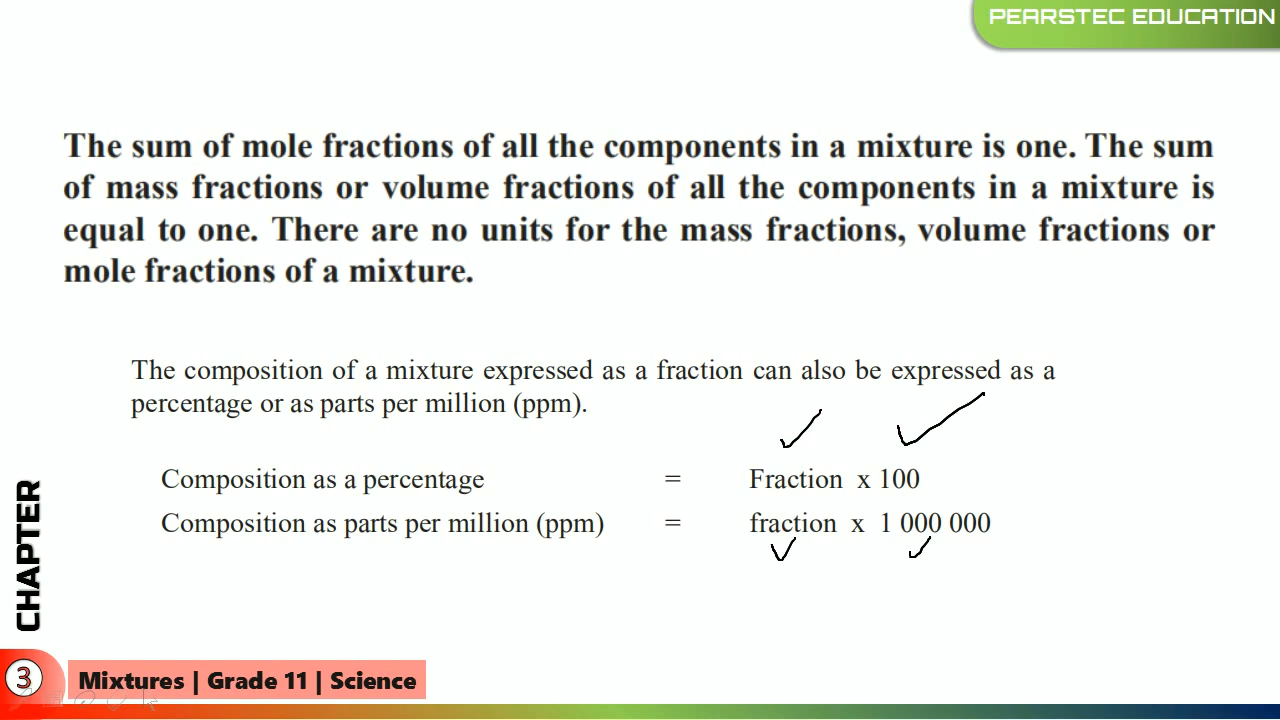 PEARSTEC EDUCATION
The sum of mole fractions of all the components in a mixture is one. The sum
of mass fractions or volume fractions of all the components in a mixture is
equal to one. There are no units for the mass fractions, volume fractions or
mole fractions of a mixture.
The composition of a mixture expressed as a fraction can also be expressed as a
percentage or as parts per million (ppm).
Composition as a percentage = Fraction x 100
Composition as parts per million (ppm) = fraction x 1 000 000
CHAPTER
3
Mixtures | Grade 11 | Science